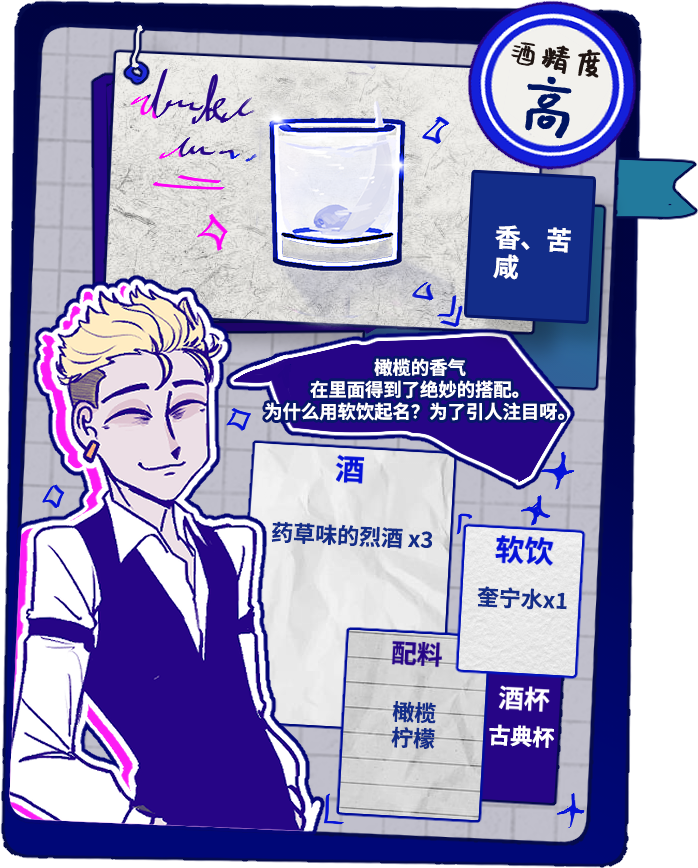 酒精度
高
香、苦
咸
橄榄的香气
在里面得到了绝妙的搭配。
为什么用软饮起名？为了引人注目呀。
酒
药草味的烈酒 x3
软饮
奎宁水x1
配料
橄榄
柠檬
酒杯
古典杯